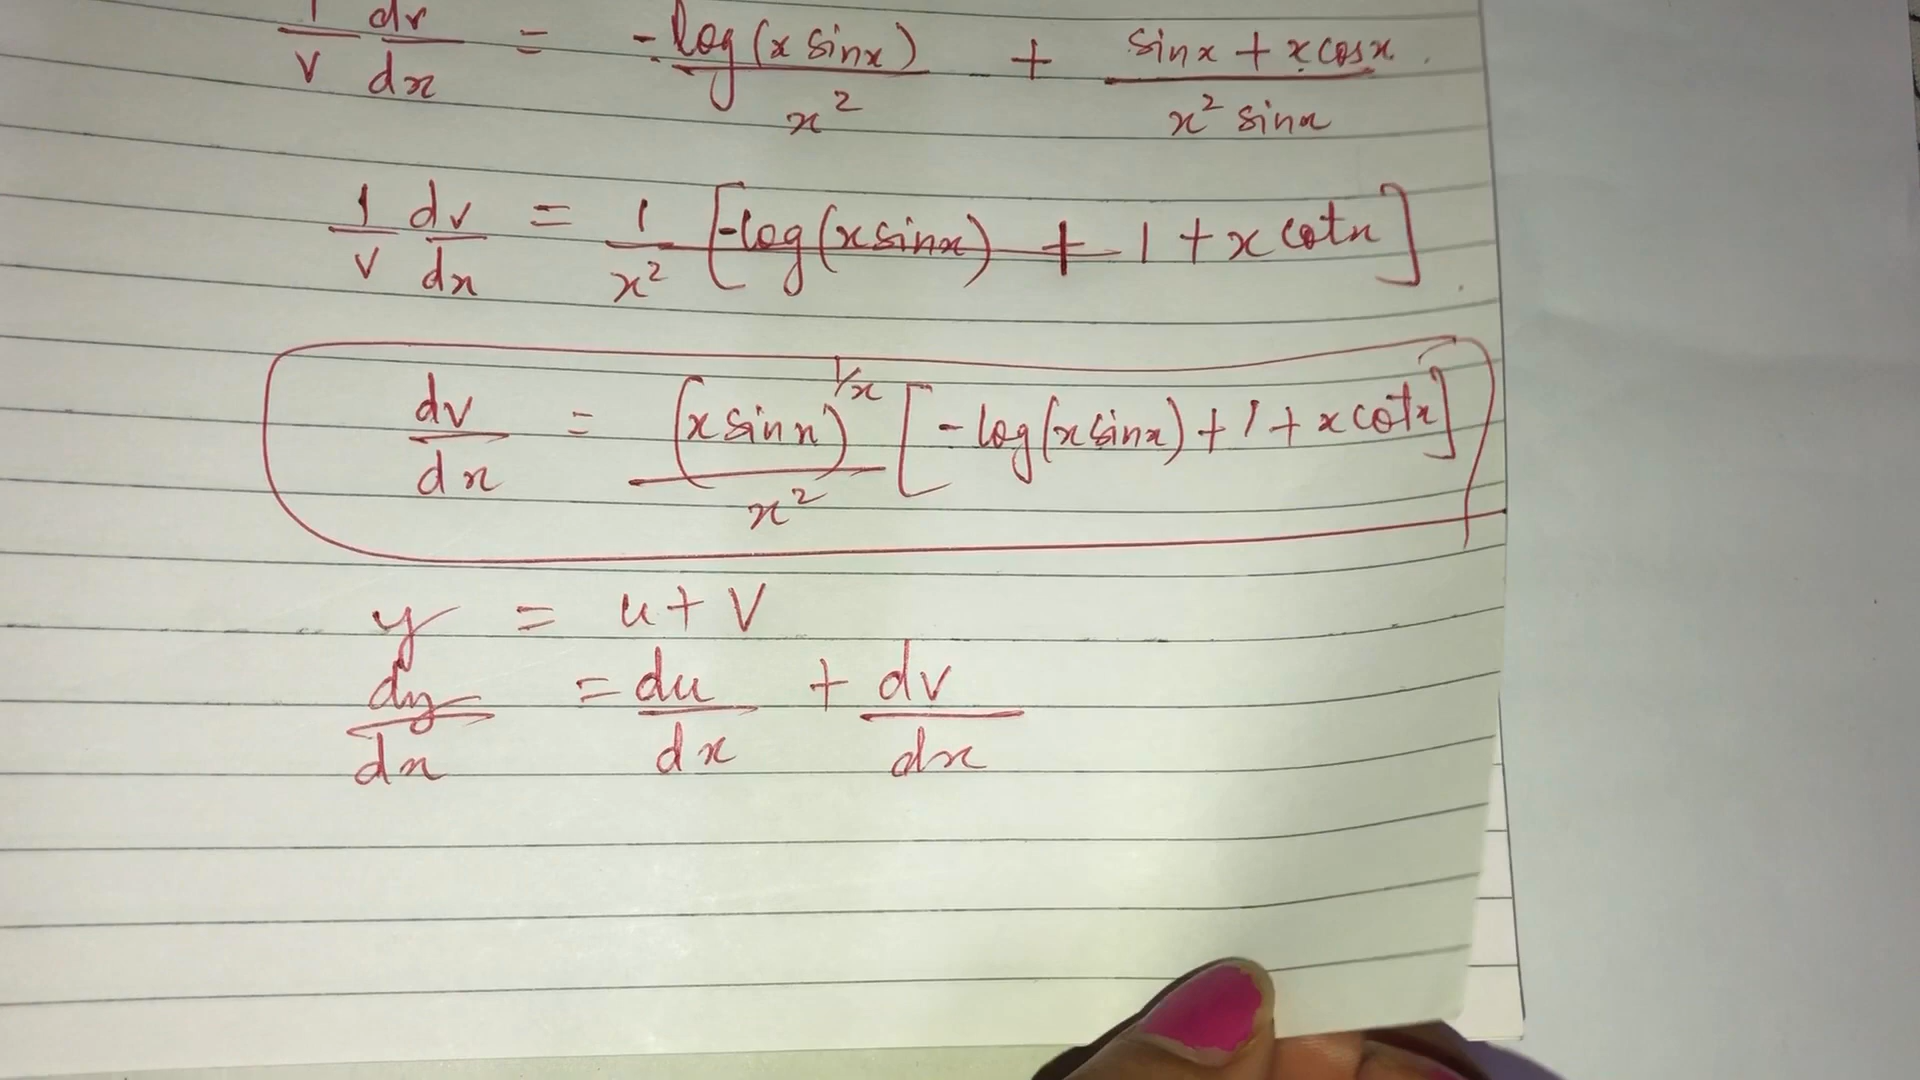 1/v dv/dx = -log(x sinx)/x² + sinx + x cosx/x² sinx
1/v dv/dx = 1/x² [-log(x sinx) + 1 + x cotx]
dv/dx = (x sinx)^1/x / x² [-log(x sinx) + 1 + x cotx]
y = u + v
dy/dx = du/dx + dv/dx